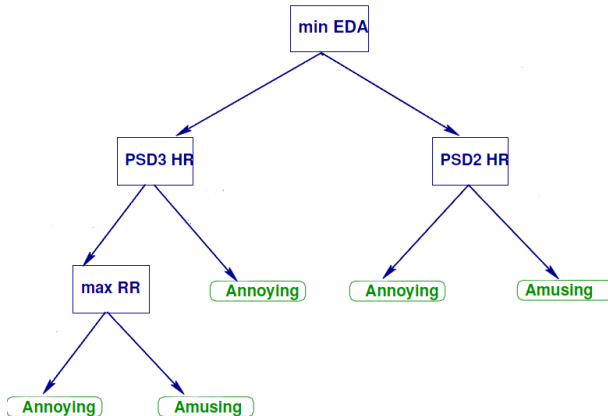 min EDA
PSD3 HR
PSD2 HR
max RR
Annoying
Annoying
Amusing
Annoying
Amusing